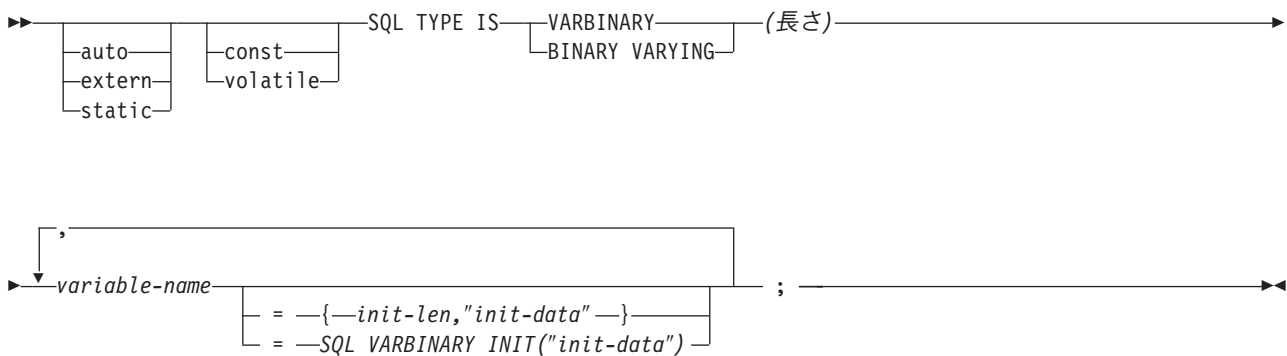 SQL TYPE IS VARBINARY (長さ)
auto const BINARY VARYING
extern volatile
static
,
variable-name ;
= { init-len,"init-data" }
= SQL VARBINARY INIT("init-data")